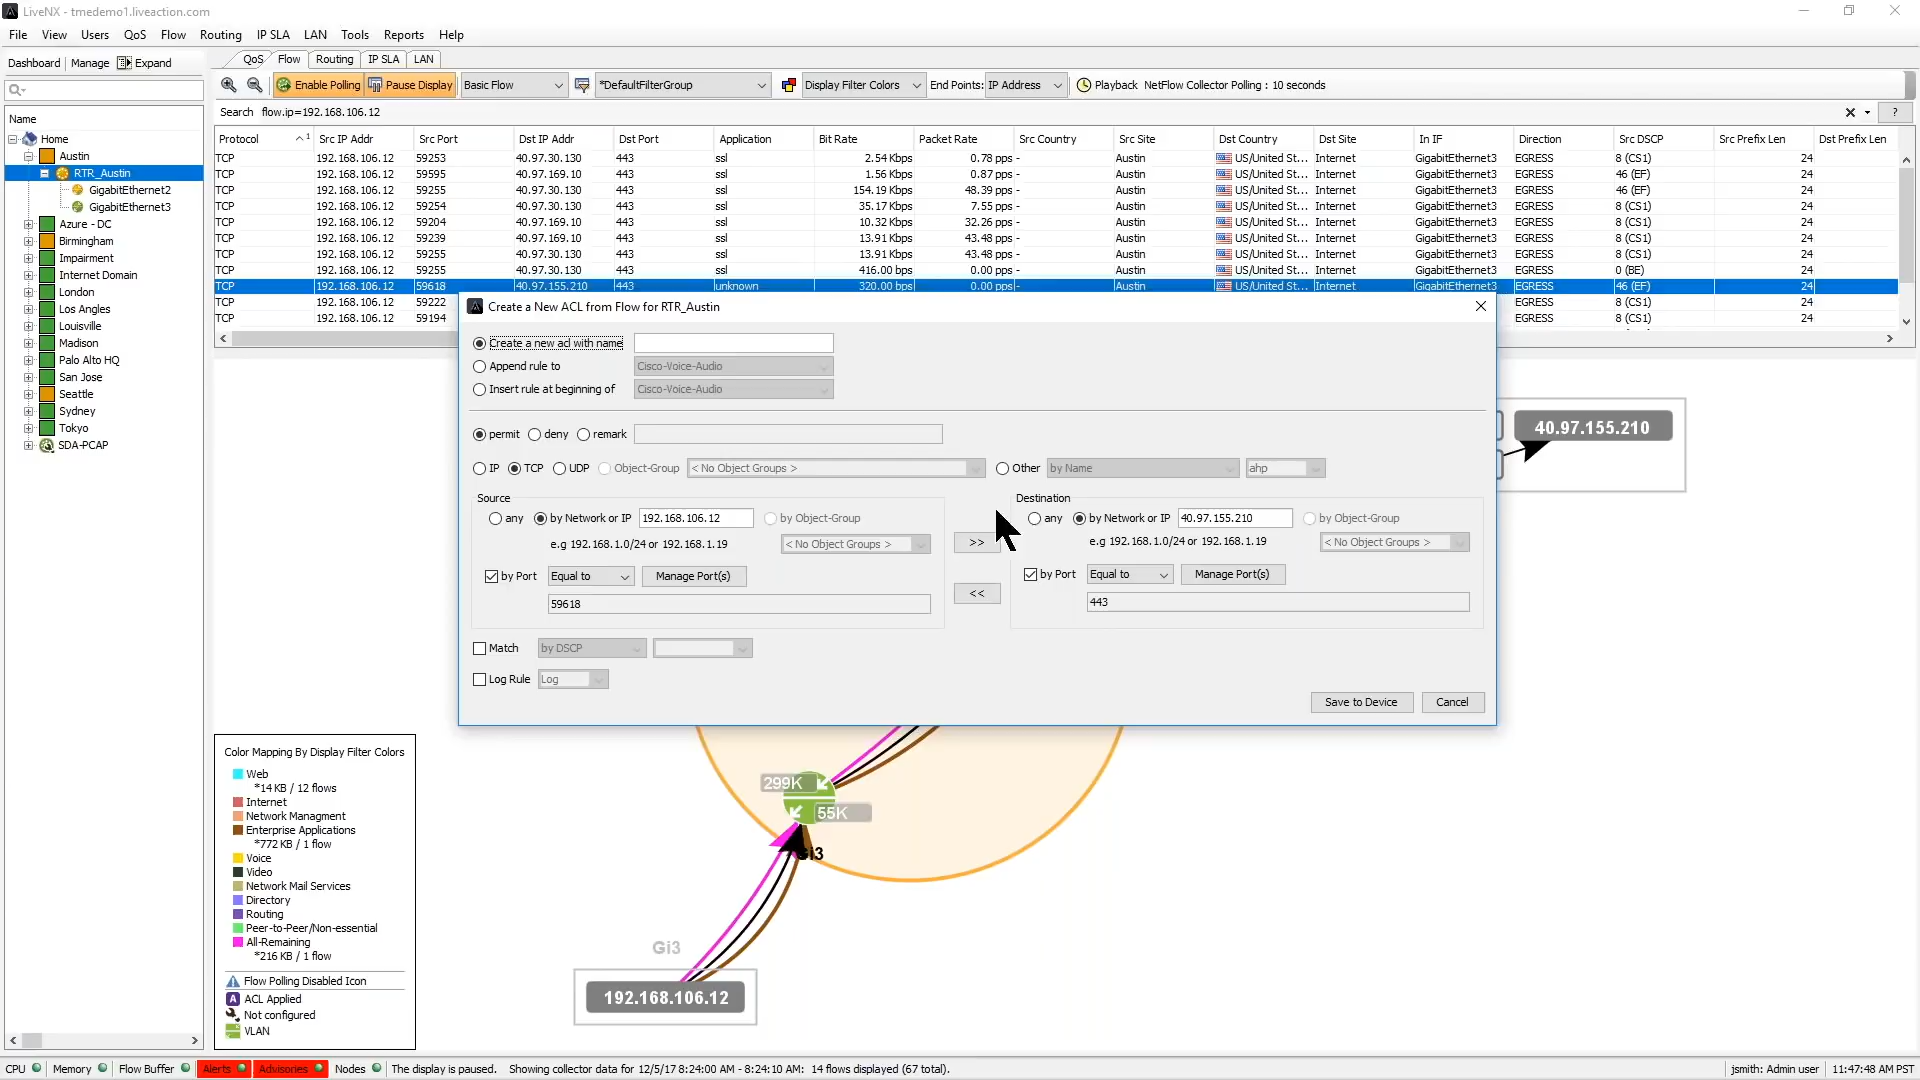 LiveNX - tmedemo1.liveaction.com
File View Users QoS Flow Routing IP SLA LAN Tools Reports Help
Dashboard Manage Expand
QoS Flow Routing IP SLA LAN
Enable Polling Pause Display Basic Flow *DefaultFilterGroup Display Filter Colors End Points: IP Address Playback NetFlow Collector Polling : 10 seconds
Search flow.ip=192.168.106.12 ?
Name
Home
Austin
RTR_Austin
GigabitEthernet2
GigabitEthernet3
Azure - DC
Birmingham
Impairment
Internet Domain
London
Los Angles
Louisville
Madison
Palo Alto HQ
San Jose
Seattle
Sydney
Tokyo
SDA-PCAP
Protocol 1 Src IP Addr Src Port Dst IP Addr Dst Port Application Bit Rate Packet Rate Src Country Src Site Dst Country Dst Site In IF Direction Src DSCP Src Prefix Len Dst Prefix Len
TCP 192.168.106.12 59253 40.97.30.130 443 ssl 2.54 Kbps 0.78 pps - Austin US/United St... Internet GigabitEthernet3 EGRESS 8 (CS1) 24
TCP 192.168.106.12 59595 40.97.169.10 443 ssl 1.56 Kbps 0.87 pps - Austin US/United St... Internet GigabitEthernet3 EGRESS 46 (EF) 24
TCP 192.168.106.12 59255 40.97.30.130 443 ssl 154.19 Kbps 48.39 pps - Austin US/United St... Internet GigabitEthernet3 EGRESS 46 (EF) 24
TCP 192.168.106.12 59254 40.97.30.130 443 ssl 35.17 Kbps 7.55 pps - Austin US/United St... Internet GigabitEthernet3 EGRESS 8 (CS1) 24
TCP 192.168.106.12 59204 40.97.169.10 443 ssl 10.32 Kbps 32.26 pps - Austin US/United St... Internet GigabitEthernet3 EGRESS 8 (CS1) 24
TCP 192.168.106.12 59239 40.97.169.10 443 ssl 13.91 Kbps 43.48 pps - Austin US/United St... Internet GigabitEthernet3 EGRESS 8 (CS1) 24
TCP 192.168.106.12 59255 40.97.30.130 443 ssl 13.91 Kbps 43.48 pps - Austin US/United St... Internet GigabitEthernet3 EGRESS 8 (CS1) 24
TCP 192.168.106.12 59255 40.97.30.130 443 ssl 416.00 bps 0.00 pps - Austin US/United St... Internet GigabitEthernet3 EGRESS 0 (BE) 24
TCP 192.168.106.12 59618 40.97.155.210 443 unknown 320.00 bps 0.00 pps - Austin US/United St... Internet GigabitEthernet3 EGRESS 46 (EF) 24
TCP 192.168.106.12 59222 EGRESS 8 (CS1) 24
TCP 192.168.106.12 59194 EGRESS 8 (CS1) 24
Create a New ACL from Flow for RTR_Austin
Create a new acl with name
Append rule to Cisco-Voice-Audio
Insert rule at beginning of Cisco-Voice-Audio
permit deny remark
IP TCP UDP Object-Group < No Object Groups > Other by Name ahp
Source
any by Network or IP 192.168.106.12 by Object-Group
e.g 192.168.1.0/24 or 192.168.1.19 < No Object Groups >
by Port Equal to Manage Port(s)
59618
>>
<<
Destination
any by Network or IP 40.97.155.210 by Object-Group
e.g 192.168.1.0/24 or 192.168.1.19 < No Object Groups >
by Port Equal to Manage Port(s)
443
Match by DSCP
Log Rule Log
Save to Device Cancel
40.97.155.210
299K
55K
Gi3
Gi3
192.168.106.12
Color Mapping By Display Filter Colors
Web
*14 KB / 12 flows
Internet
Network Managment
Enterprise Applications
*772 KB / 1 flow
Voice
Video
Network Mail Services
Directory
Routing
Peer-to-Peer/Non-essential
All-Remaining
*216 KB / 1 flow
Flow Polling Disabled Icon
A ACL Applied
Not configured
VLAN
CPU Memory Flow Buffer Alerts Advisories Nodes The display is paused. Showing collector data for 12/5/17 8:24:00 AM - 8:24:10 AM: 14 flows displayed (67 total). jsmith: Admin user 11:47:48 AM PST